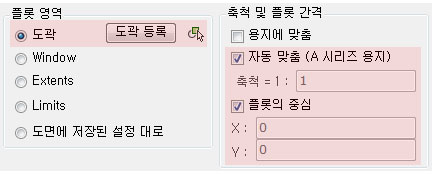 플롯 영역
도곽
도곽 등록
Window
Extents
Limits
도면에 저장된 설정 대로
축척 및 플롯 간격
용지에 맞춤
자동 맞춤 (A 시리즈 용지)
축척 = 1 : 1
플롯의 중심
X : 0
Y : 0